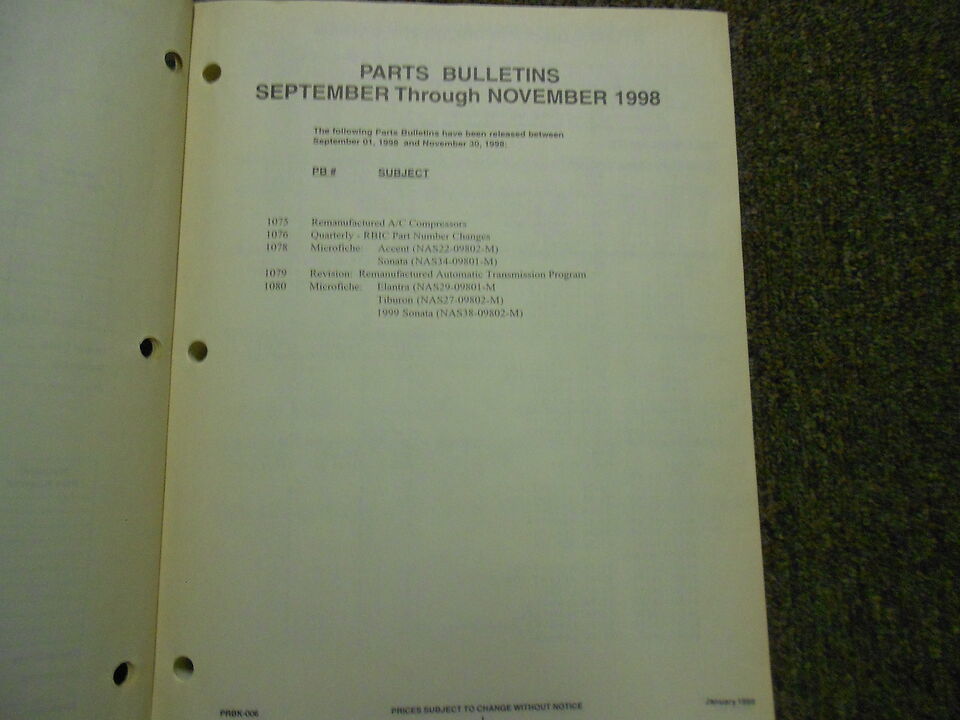 PARTS BULLETINS
SEPTEMBER Through NOVEMBER 1998
The following Parts Bulletins have been released between
September 01, 1998 and November 30, 1998:
PB # SUBJECT
1075 Remanufactured A/C Compressors
1076 Quarterly - RBIC Part Number Changes
1078 Microfiche: Accent (NAS22-09802-M)
Sonata (NAS34-09801-M)
1079 Revision: Remanufactured Automatic Transmission Program
1080 Microfiche: Elantra (NAS29-09801-M
Tiburon (NAS27-09802-M)
1999 Sonata (NAS38-09802-M)
PRBK-006 PRICES SUBJECT TO CHANGE WITHOUT NOTICE January 1999